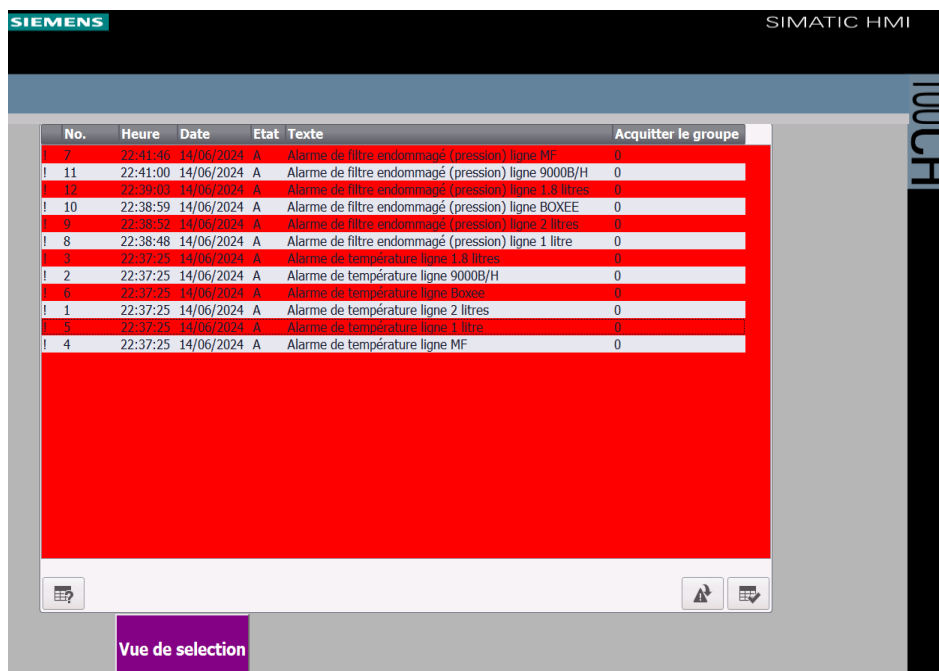 SIEMENS SIMATIC HMI
TOUCH
No. Heure Date Etat Texte Acquitter le groupe
! 7 22:41:46 14/06/2024 A Alarme de filtre endommagé (pression) ligne MF 0
! 11 22:41:00 14/06/2024 A Alarme de filtre endommagé (pression) ligne 9000B/H 0
! 12 22:39:03 14/06/2024 A Alarme de filtre endommagé (pression) ligne 1.8 litres 0
! 10 22:38:59 14/06/2024 A Alarme de filtre endommagé (pression) ligne BOXEE 0
! 9 22:38:52 14/06/2024 A Alarme de filtre endommagé (pression) ligne 2 litres 0
! 8 22:38:48 14/06/2024 A Alarme de filtre endommagé (pression) ligne 1 litre 0
! 3 22:37:25 14/06/2024 A Alarme de température ligne 1.8 litres 0
! 2 22:37:25 14/06/2024 A Alarme de température ligne 9000B/H 0
! 6 22:37:25 14/06/2024 A Alarme de température ligne Boxee 0
! 1 22:37:25 14/06/2024 A Alarme de température ligne 2 litres 0
! 5 22:37:25 14/06/2024 A Alarme de température ligne 1 litre 0
! 4 22:37:25 14/06/2024 A Alarme de température ligne MF 0
Vue de selection